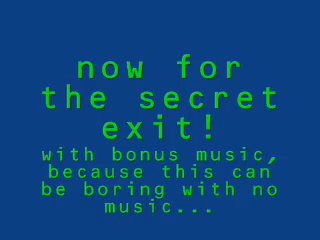 now for
the secret
exit!
with bonus music,
because this can
be boring with no
music...